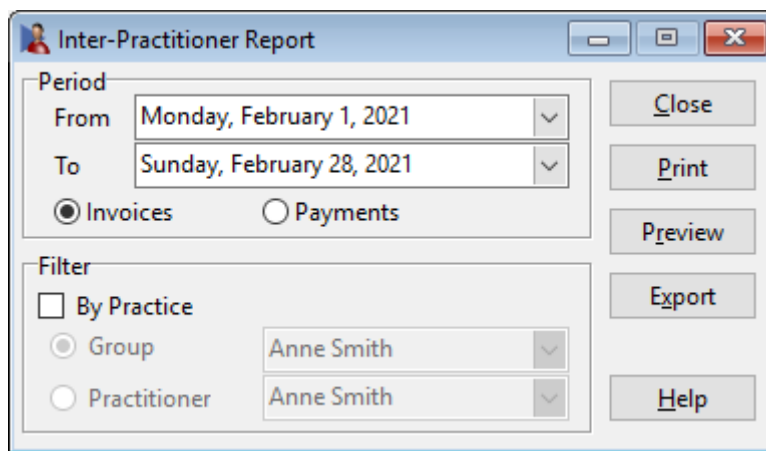 Inter-Practitioner Report
Period
From Monday, February 1, 2021
To Sunday, February 28, 2021
Invoices Payments
Filter
By Practice
Group Anne Smith
Practitioner Anne Smith
Close
Print
Preview
Export
Help